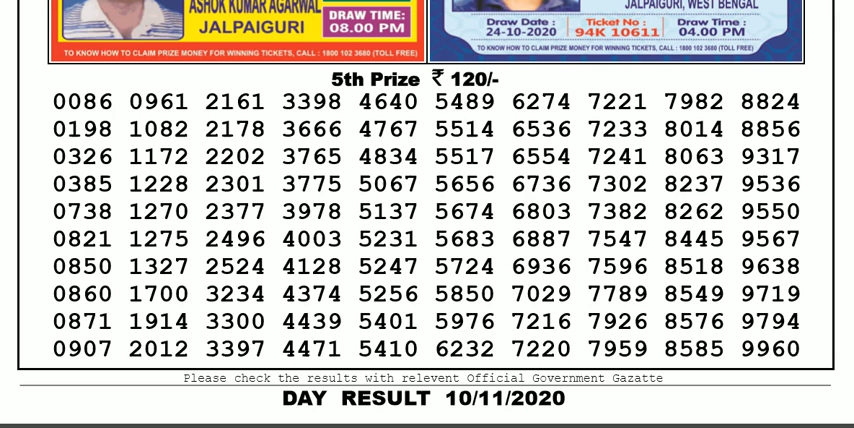 ASHOK KUMAR AGARWAL
JALPAIGURI
DRAW TIME:
08.00 PM
TO KNOW HOW TO CLAIM PRIZE MONEY FOR WINNING TICKETS, CALL : 1800 102 3680 (TOLL FREE)
JALPAIGURI, WEST BENGAL
Draw Date :
24-10-2020
Ticket No :
94K 10611
Draw Time :
04.00 PM
TO KNOW HOW TO CLAIM PRIZE MONEY FOR WINNING TICKETS, CALL : 1800 102 3680 (TOLL FREE)
5th Prize ₹ 120/-
0086 0961 2161 3398 4640 5489 6274 7221 7982 8824
0198 1082 2178 3666 4767 5514 6536 7233 8014 8856
0326 1172 2202 3765 4834 5517 6554 7241 8063 9317
0385 1228 2301 3775 5067 5656 6736 7302 8237 9536
0738 1270 2377 3978 5137 5674 6803 7382 8262 9550
0821 1275 2496 4003 5231 5683 6887 7547 8445 9567
0850 1327 2524 4128 5247 5724 6936 7596 8518 9638
0860 1700 3234 4374 5256 5850 7029 7789 8549 9719
0871 1914 3300 4439 5401 5976 7216 7926 8576 9794
0907 2012 3397 4471 5410 6232 7220 7959 8585 9960
Please check the results with relevent Official Government Gazatte
DAY RESULT 10/11/2020